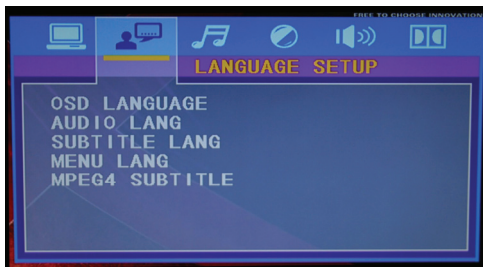 FREE TO CHOOSE INNOVATION
LANGUAGE SETUP
OSD LANGUAGE
AUDIO LANG
SUBTITLE LANG
MENU LANG
MPEG4 SUBTITLE